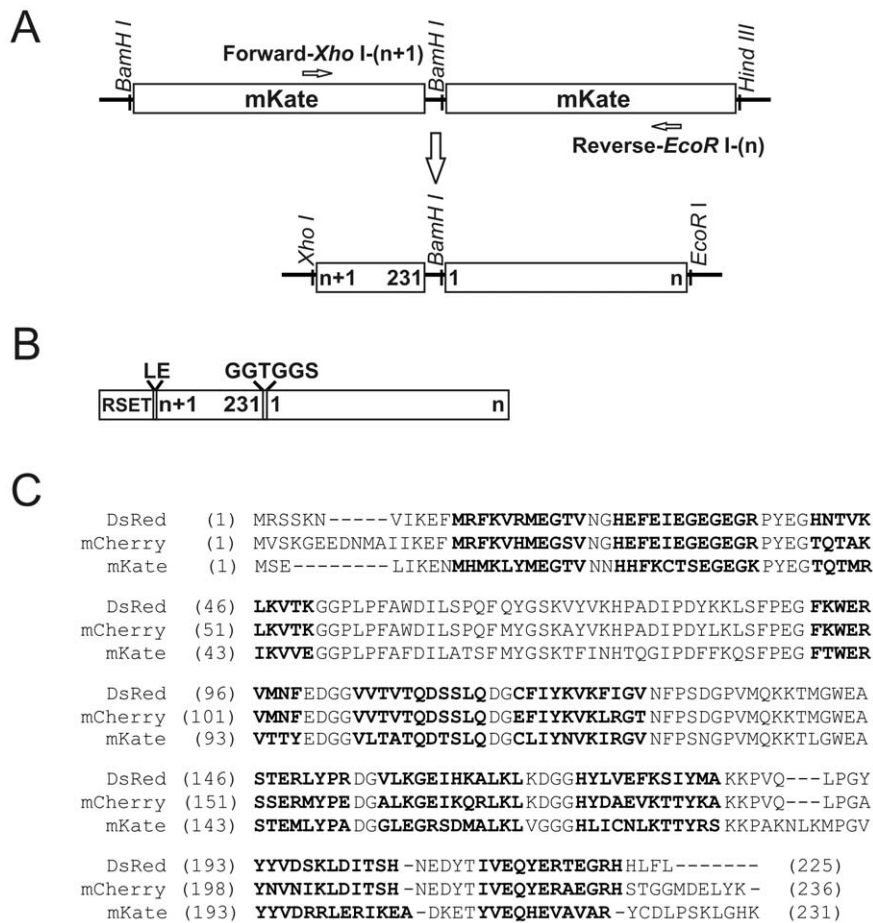 A
BamH I
BamH I
Hind III
Forward-Xho I-(n+1)
mKate
mKate
Reverse-EcoR I-(n)
Xho I
BamH I
EcoR I
n+1 231 1 n
B
LE GGTGGS
RSET n+1 231 1 n
C
DsRed (1) MRSSKN-----VIKEFMRFKVRMEGTVNGHEFEIEGEGEGRPYEGHNTVK
mCherry (1) MVSKGEEDNMAIIKEFMRFKVHMEGSVNGHEFEIEGEGEGRPYEGTQTAK
mKate (1) MSE--------LIKENMHMKLYMEGTVNNHHFKCTSEGEGKPYEGTQTMR
DsRed (46) LKVTKGGPLPFAWDILSPQFQYGSKVYVKHPADIPDYKKLSFPEGFKWER
mCherry (51) LKVTKGGPLPFAWDILSPQFMYGSKAYVKHPADIPDYLKLSFPEGFKWER
mKate (43) IKVVEGGPLPFAFDILATSFMYGSKTFINHTQGIPDFFKQSFPEGFTWER
DsRed (96) VMNFEDGGVVTVTQDSSLQDGCFIYKVKFIGVNFPSDGPVMQKKTMGWEA
mCherry (101) VMNFEDGGVVTVTQDSSLQDGEFIYKVKLRGTNFPSDGPVMQKKTMGWEA
mKate (93) VTTYEDGGVLTATQDTSLQDGCLIYNVKIRGVNFPSNGPVMQKKTLGWEA
DsRed (146) STERLYPRDGVLKGEIHKALKLKDGGHYLVEFKSIYMAKKPVQ---LPGY
mCherry (151) SSERMYPEDGALKGEIKQRLKLKDGGHYDAEVKTTYKAKKPVQ---LPGA
mKate (143) STEMLYPADGGLEGRSDMALKLVGGGHLICNLKTTYRSKKPAKNLKMPGV
DsRed (193) YYVDSKLDITSH-NEDYTIVEQYERTEGRHHLFL------- (225)
mCherry (198) YNVNIKLDITSH-NEDYTIVEQYERAEGRHSTGGMDELYK- (236)
mKate (193) YYVDRRLERIKEA-DKETYVEQHEVAVARYCDLPSKLGHK (231)